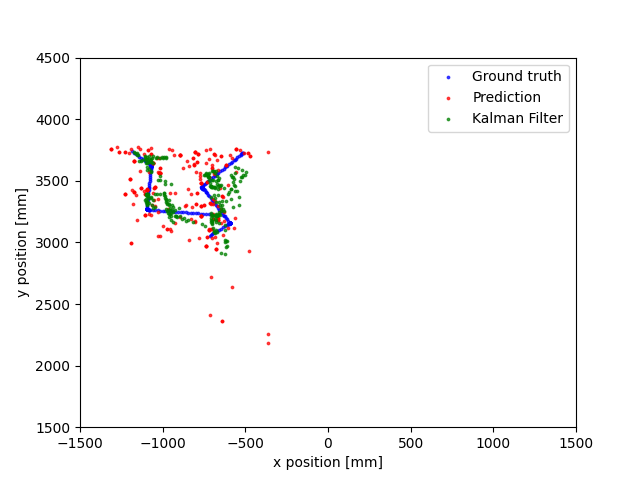 4500
4000
3500
3000
2500
2000
1500
y position [mm]
−1500
−1000
−500
0
500
1000
1500
x position [mm]
Ground truth
Prediction
Kalman Filter